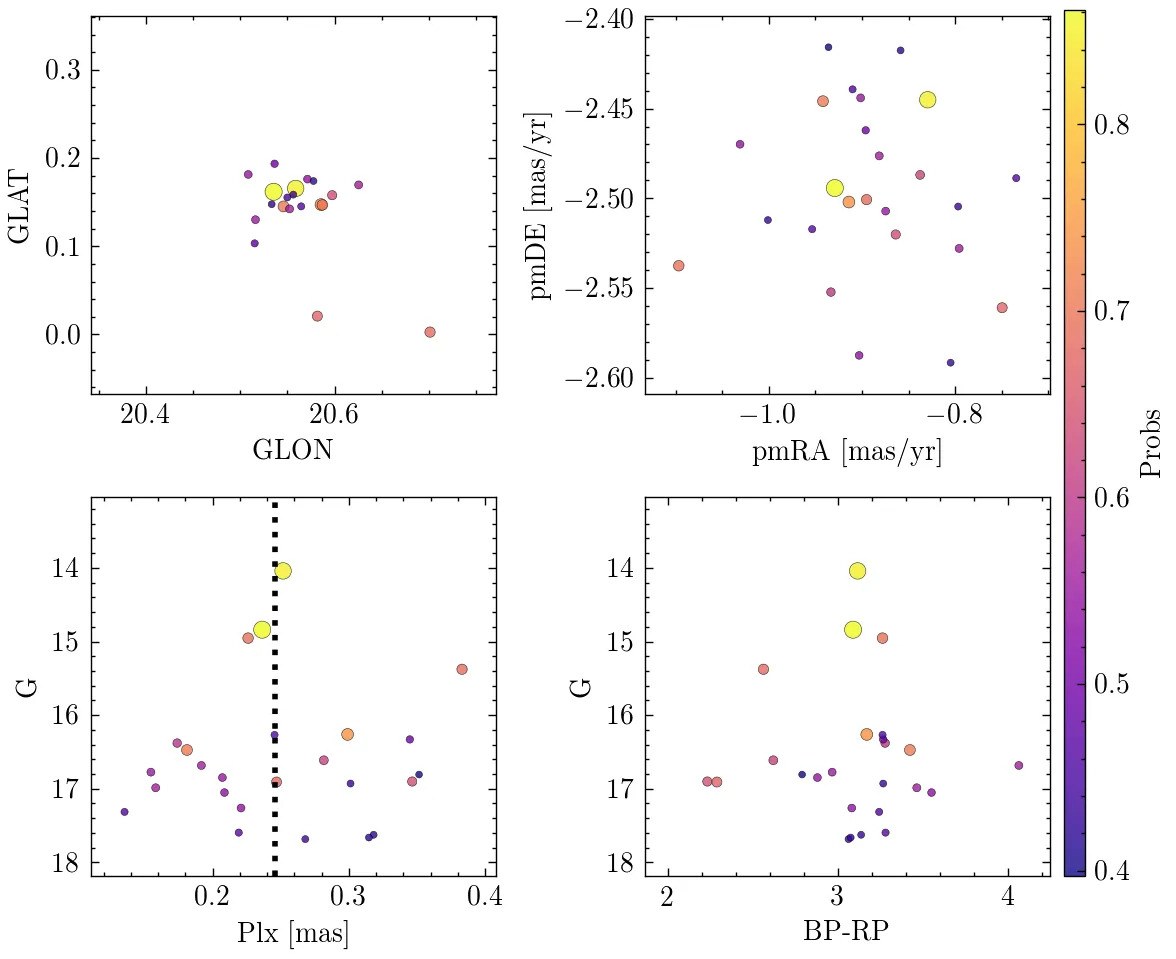 0.3
0.2
0.1
0.0
GLAT
20.4 20.6
GLON
−2.40
−2.45
−2.50
−2.55
−2.60
pmDE [mas/yr]
−1.0 −0.8
pmRA [mas/yr]
14
15
16
17
18
G
0.2 0.3 0.4
Plx [mas]
14
15
16
17
18
G
2 3 4
BP-RP
0.8
0.7
0.6
0.5
0.4
Probs